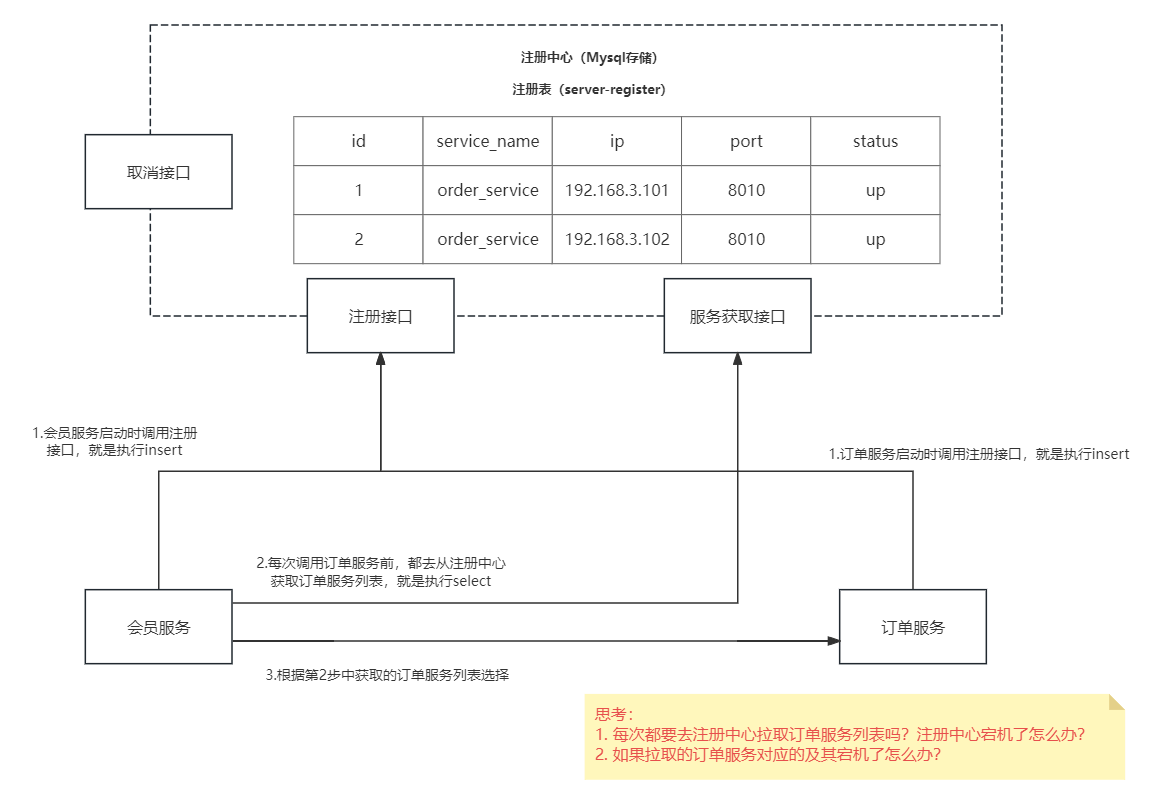 注册中心（Mysql存储）
注册表（server-register）
id service_name ip port status
1 order_service 192.168.3.101 8010 up
2 order_service 192.168.3.102 8010 up
取消接口
注册接口
服务获取接口
1.会员服务启动时调用注册
接口，就是执行insert
1.订单服务启动时调用注册接口，就是执行insert
2.每次调用订单服务前，都去从注册中心
获取订单服务列表，就是执行select
会员服务
订单服务
3.根据第2步中获取的订单服务列表选择
思考：
1. 每次都要去注册中心拉取订单服务列表吗？注册中心宕机了怎么办？
2. 如果拉取的订单服务对应的及其宕机了怎么办？